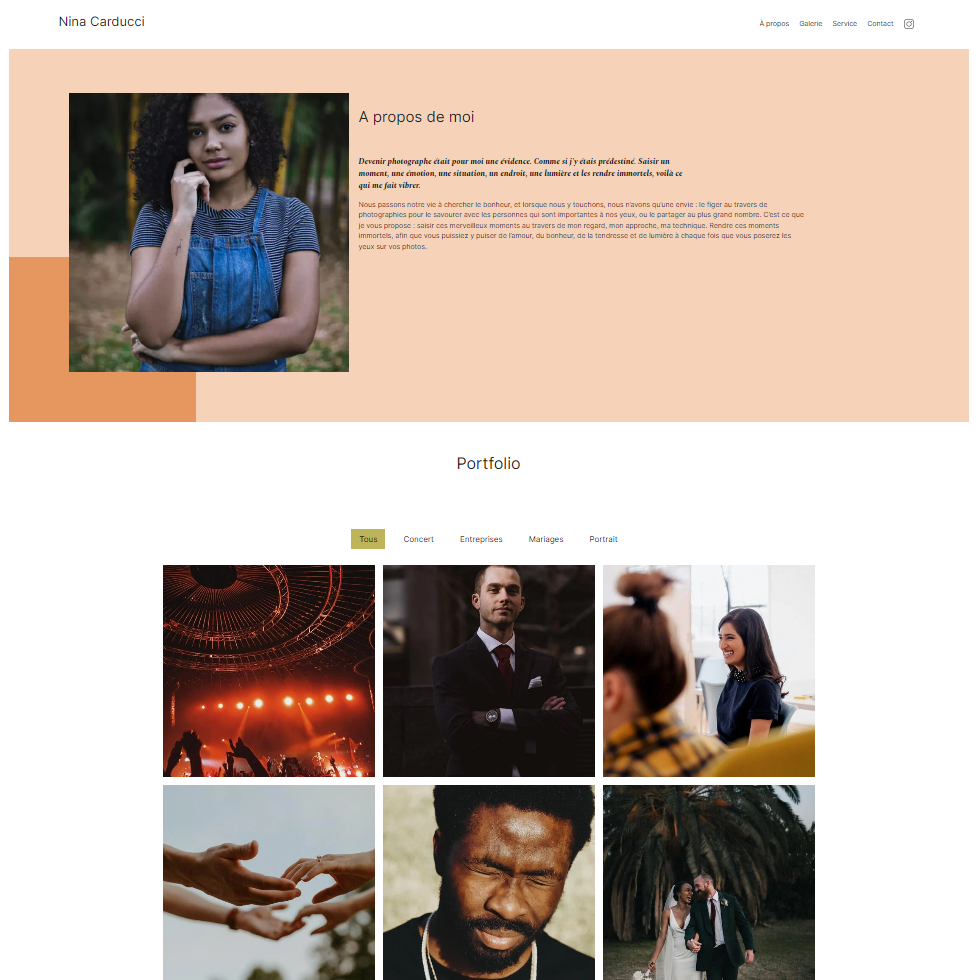 Nina Carducci
À propos Galerie Service Contact
A propos de moi
Devenir photographe était pour moi une évidence. Comme si j'y étais prédestiné. Saisir un
moment, une émotion, une situation, un endroit, une lumière et les rendre immortels, voilà ce
qui me fait vibrer.
Nous passons notre vie à chercher le bonheur, et lorsque nous y touchons, nous n'avons qu'une envie : le figer au travers de
photographies pour le savourer avec les personnes qui sont importantes à nos yeux, ou le partager au plus grand nombre. C'est ce que
je vous propose : saisir ces merveilleux moments au travers de mon regard, mon approche, ma technique. Rendre ces moments
immortels, afin que vous puissiez y puiser de l'amour, du bonheur, de la tendresse et de lumière à chaque fois que vous poserez les
yeux sur vos photos.
Portfolio
Tous Concert Entreprises Mariages Portrait